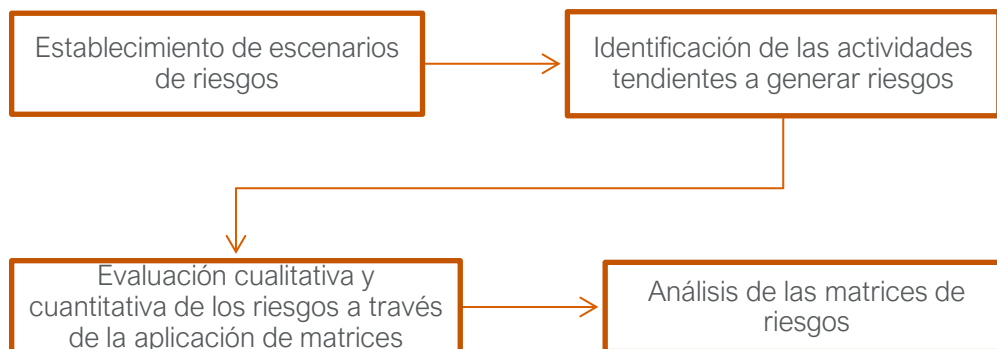 Establecimiento de escenarios
de riesgos
Identificación de las actividades
tendientes a generar riesgos
Evaluación cualitativa y
cuantitativa de los riesgos a través
de la aplicación de matrices
Análisis de las matrices de
riesgos